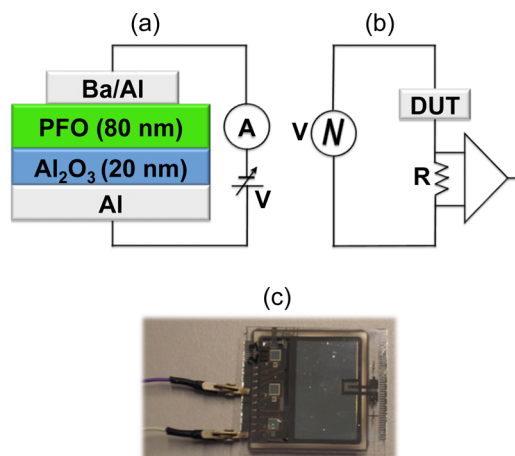 (a)
(b)
Ba/Al
PFO (80 nm)
Al₂O₃ (20 nm)
Al
A
V
V
N
DUT
R
(c)